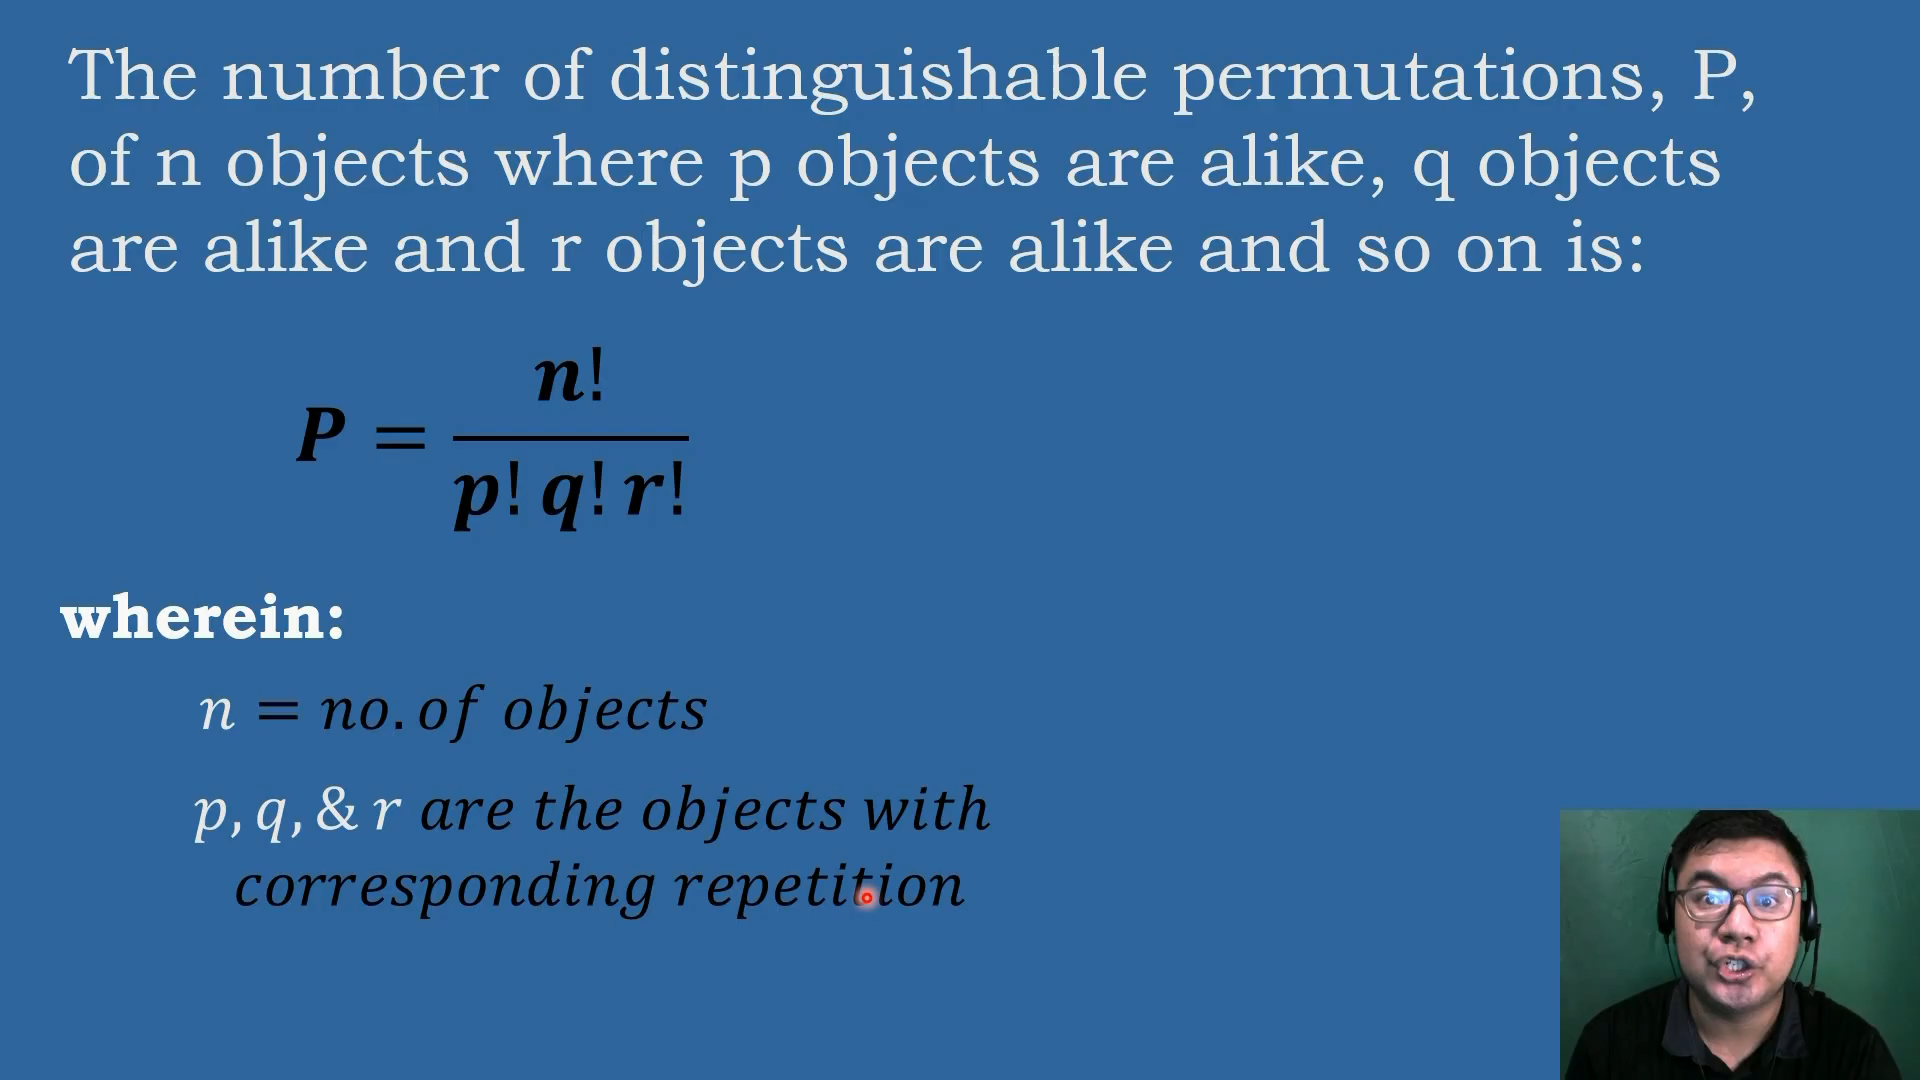 The number of distinguishable permutations, P,
of n objects where p objects are alike, q objects
are alike and r objects are alike and so on is:
P = n! / p! q! r!
wherein:
n = no. of objects
p, q, & r are the objects with
corresponding repetition